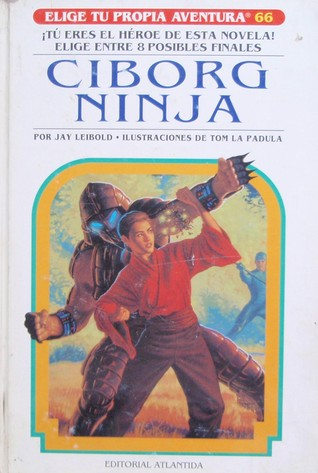 ELIGE TU PROPIA AVENTURA® 66
¡TÚ ERES EL HÉROE DE ESTA NOVELA!
ELIGE ENTRE 8 POSIBLES FINALES
CIBORG
NINJA
POR JAY LEIBOLD • ILUSTRACIONES DE TOM LA PADULA
EDITORIAL ATLANTIDA